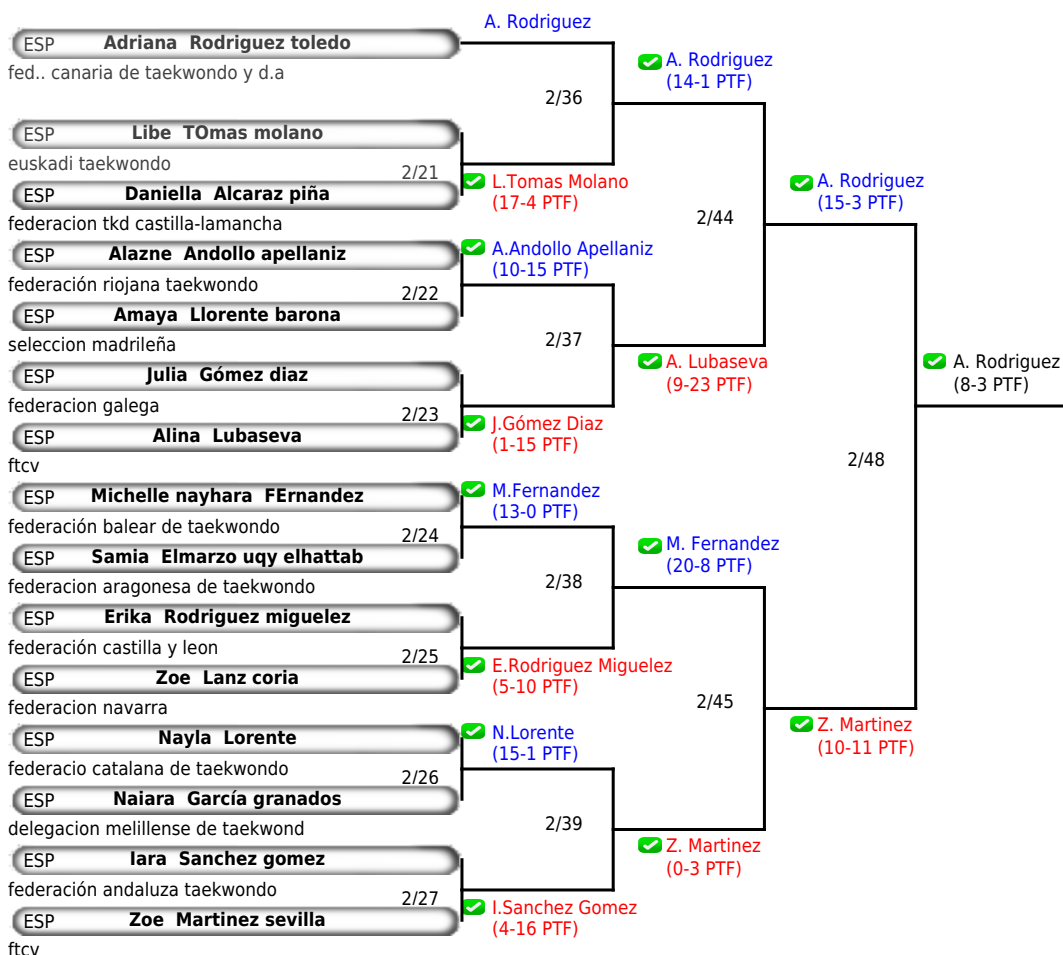 A. Rodriguez
ESP Adriana Rodriguez toledo
fed.. canaria de taekwondo y d.a
A. Rodriguez
(14-1 PTF)
2/36
ESP Libe TOmas molano
euskadi taekwondo
2/21
L.Tomas Molano
(17-4 PTF)
ESP Daniella Alcaraz piña
federacion tkd castilla-lamancha
A. Rodriguez
(15-3 PTF)
2/44
ESP Alazne Andollo apellaniz
federación riojana taekwondo
A.Andollo Apellaniz
(10-15 PTF)
2/22
ESP Amaya Llorente barona
seleccion madrileña
2/37
A. Lubaseva
(9-23 PTF)
ESP Julia Gómez diaz
federacion galega
2/23
J.Gómez Diaz
(1-15 PTF)
ESP Alina Lubaseva
ftcv
A. Rodriguez
(8-3 PTF)
2/48
ESP Michelle nayhara FErnandez
federación balear de taekwondo
M.Fernandez
(13-0 PTF)
2/24
ESP Samia Elmarzo uqy elhattab
federacion aragonesa de taekwondo
M. Fernandez
(20-8 PTF)
2/38
ESP Erika Rodriguez miguelez
federación castilla y leon
2/25
E.Rodriguez Miguelez
(5-10 PTF)
ESP Zoe Lanz coria
federacion navarra
2/45
Z. Martinez
(10-11 PTF)
ESP Nayla Lorente
federacio catalana de taekwondo
N.Lorente
(15-1 PTF)
2/26
ESP Naiara García granados
delegacion melillense de taekwond
2/39
Z. Martinez
(0-3 PTF)
ESP Iara Sanchez gomez
federación andaluza taekwondo
2/27
I.Sanchez Gomez
(4-16 PTF)
ESP Zoe Martinez sevilla
ftcv